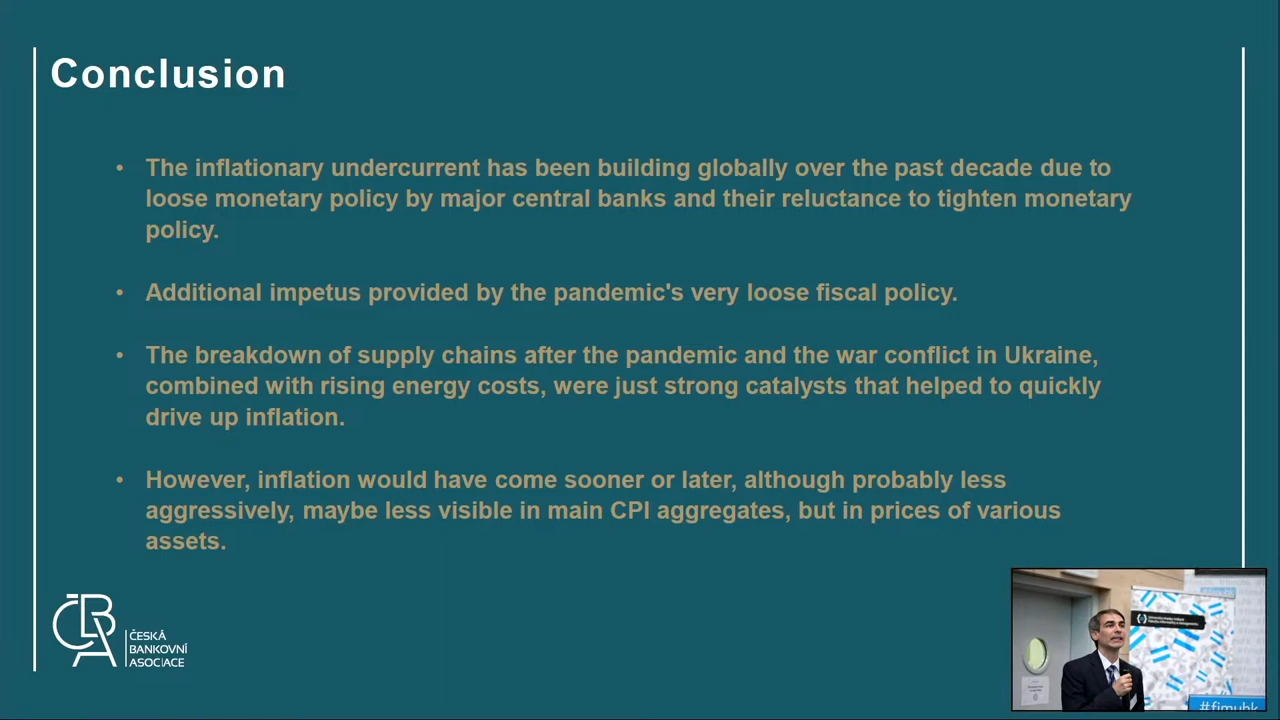 Conclusion
• The inflationary undercurrent has been building globally over the past decade due to
loose monetary policy by major central banks and their reluctance to tighten monetary
policy.
• Additional impetus provided by the pandemic's very loose fiscal policy.
• The breakdown of supply chains after the pandemic and the war conflict in Ukraine,
combined with rising energy costs, were just strong catalysts that helped to quickly
drive up inflation.
• However, inflation would have come sooner or later, although probably less
aggressively, maybe less visible in main CPI aggregates, but in prices of various
assets.
ČBA
ČESKÁ
BANKOVNÍ
ASOCIACE
#fimuhk